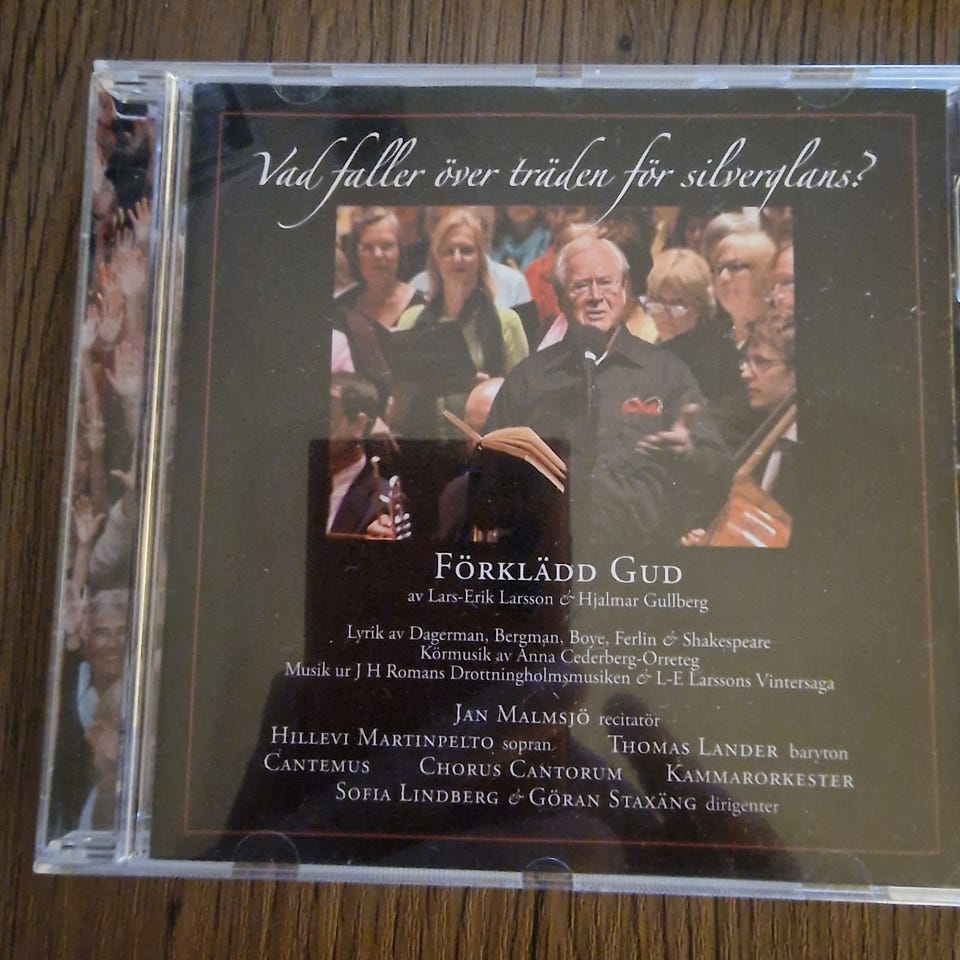 Vad faller över träden för silverglans?
FÖRKLÄDD GUD
av Lars-Erik Larsson & Hjalmar Gullberg
Lyrik av Dagerman, Bergman, Boye, Ferlin & Shakespeare
Körmusik av Anna Cederberg-Orreteg
Musik ur J H Romans Drottningholmsmusiken & L-E Larssons Vintersaga
JAN MALMSJÖ recitatör
HILLEVI MARTINPELTO sopran THOMAS LANDER baryton
CANTEMUS CHORUS CANTORUM KAMMARORKESTER
SOFIA LINDBERG & GÖRAN STAXÄNG dirigenter